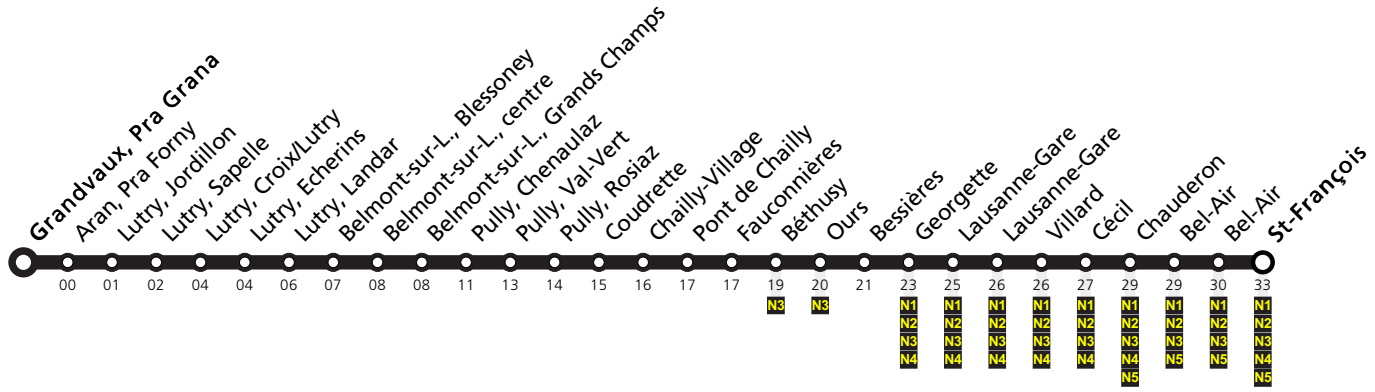 Grandvaux, Pra Grana
Aran, Pra Forny
Lutry, Jordillon
Lutry, Sapelle
Lutry, Croix/Lutry
Lutry, Echerins
Lutry, Landar
Belmont-sur-L., Blessoney
Belmont-sur-L., centre
Belmont-sur-L., Grands Champs
Pully, Chenaulaz
Pully, Val-Vert
Pully, Rosiaz
Coudrette
Chailly-Village
Pont de Chailly
Fauconnières
Béthusy
Ours
Bessières
Georgette
Lausanne-Gare
Lausanne-Gare
Villard
Cécil
Chauderon
Bel-Air
Bel-Air
St-François
00 01 02 04 04 06 07 08 08 11 13 14 15 16 17 17 19 20 21 23 25 26 26 27 29 29 30 33
N3 N3 N1 N1 N1 N1 N1 N1 N1 N1 N1
N2 N2 N2 N2 N2 N2 N2 N2 N2
N3 N3 N3 N3 N3 N3 N3 N3 N3
N4 N4 N4 N4 N4 N4 N5 N5 N4
N5 N5